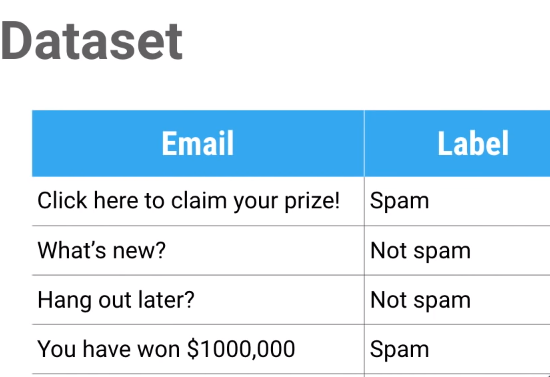 Dataset
Email Label
Click here to claim your prize! Spam
What's new? Not spam
Hang out later? Not spam
You have won $1000,000 Spam